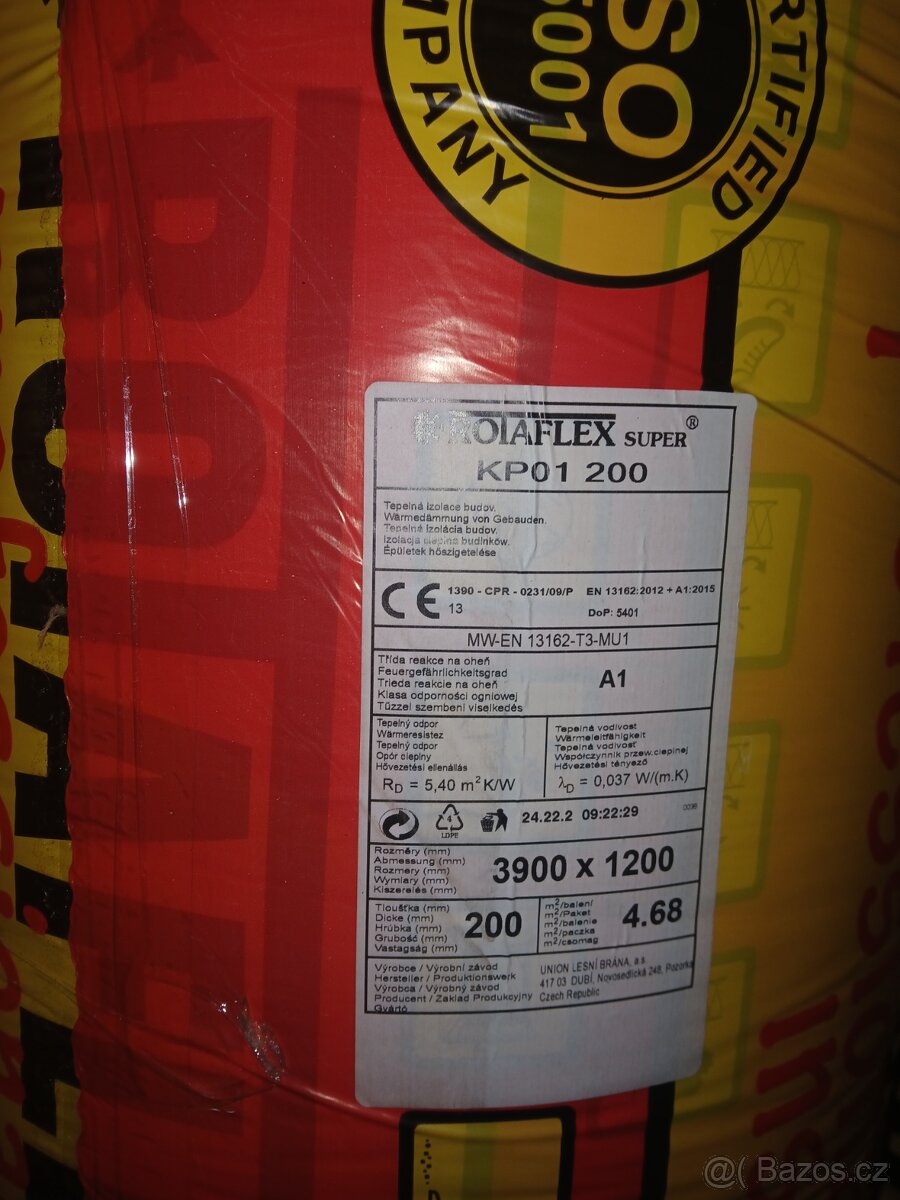 COMPANY
ISO
5001
CERTIFIED
ROTAFLEX SUPER ®
KP01 200
Tepelná izolace budov.
Wärmedämmung von Gebauden.
Tepelná izolácia budov.
Izolacja cieplna budinków.
Épületek hőszigetelése
CE 1390 - CPR - 0231/09/P EN 13162:2012 + A1:2015
13 DoP: 5401
MW-EN 13162-T3-MU1
Třída reakce na oheň
Feuergefährlichkeitsgrad
Trieda reakcie na oheň
Klasa odporności ogniowej
Tűzzel szembeni viselkedés
A1
Tepelný odpor
Wärmeresistez
Tepelný odpor
Opór cieplny
Hővezetési ellenállás
RD = 5,40 m² K/W
Tepelná vodivost
Wärmeleitfähigkeit
Tepelná vodivosť
Współczynnik przew.cieplnej
Hővezetési tényező
λD = 0,037 W/(m.K)
4
LDPE
24.22.2 09:22:29
Rozměry (mm)
Abmessung (mm)
Rozmery (mm)
Wymiary (mm)
Kiszerelés (mm)
3900 x 1200
Tloušťka (mm)
Dicke (mm)
Hrúbka (mm)
Grubość (mm)
Vastagság (mm)
200
m²/balení
m²/Paket
m²/balenie
m²/paczka
m²/csomag
4.68
Výrobce / Výrobní závod
Hersteller / Produktionswerk
Výrobca / Výrobný závod
Producent / Zakład Produkcyjny
Gyártó
UNION LESNÍ BRÁNA, a.s.
417 03 DUBÍ, Novosedlická 248, Pozorka
Czech Republic
@( Bazos.cz